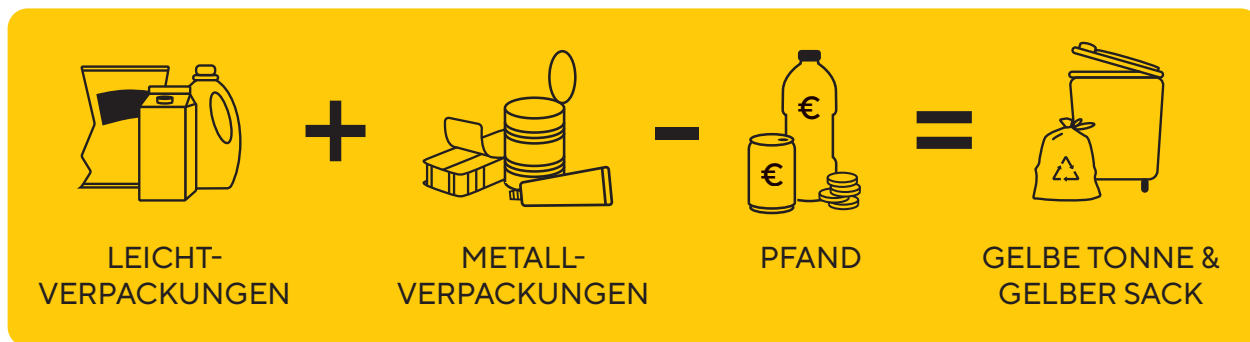 €
€
LEICHT-
VERPACKUNGEN
METALL-
VERPACKUNGEN
PFAND
GELBE TONNE &
GELBER SACK